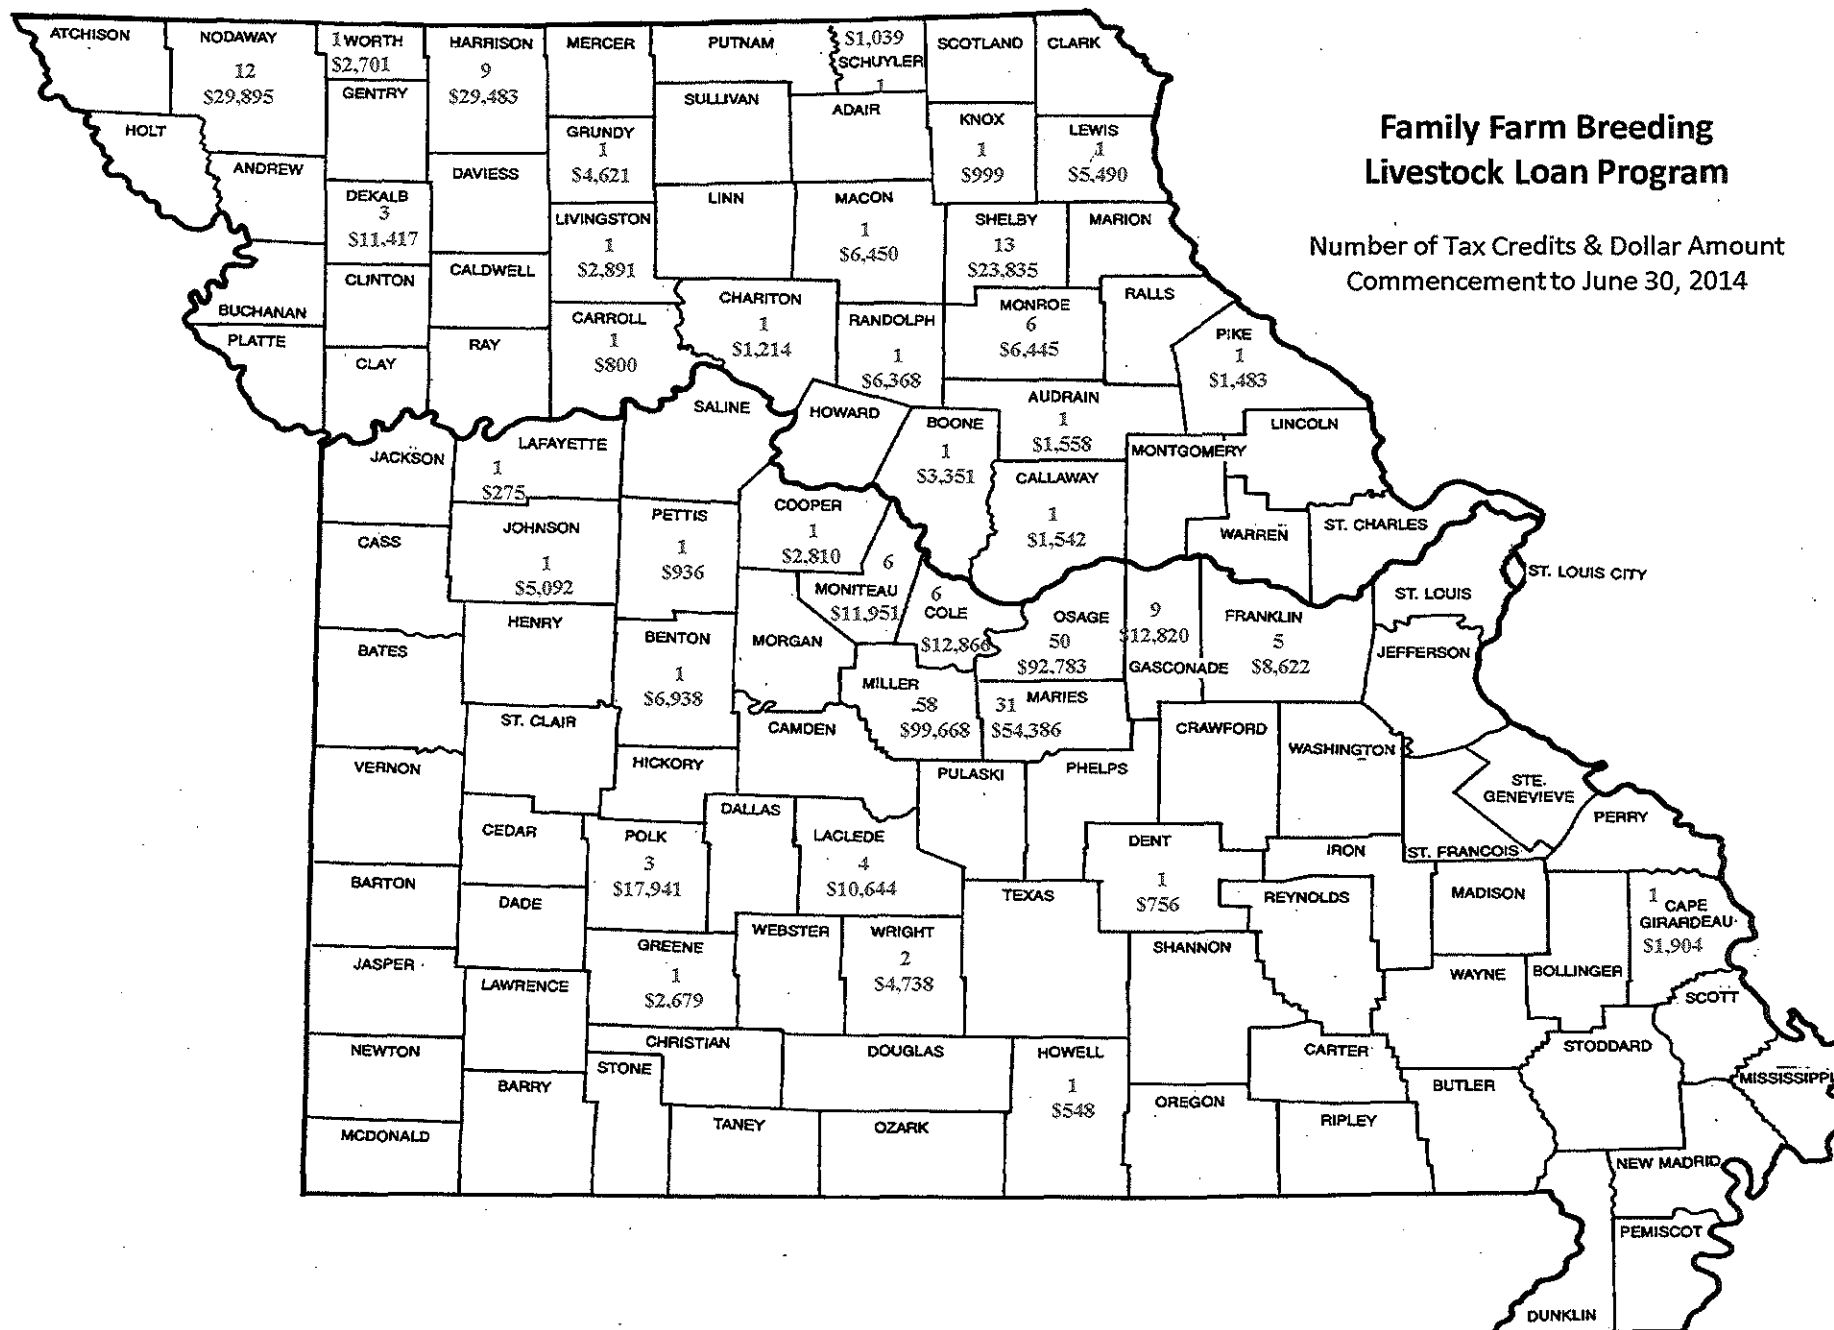 Family Farm Breeding
Livestock Loan Program
Number of Tax Credits & Dollar Amount
Commencement to June 30, 2014
ATCHISON
NODAWAY
12
$29,895
1 WORTH
$2,701
GENTRY
HARRISON
9
$29,483
MERCER
PUTNAM
$1,039
SCHUYLER
1
SCOTLAND
CLARK
HOLT
ANDREW
DEKALB
3
$11,417
DAVIESS
GRUNDY
1
$4,621
SULLIVAN
ADAIR
KNOX
1
$999
LEWIS
1
$5,490
LIVINGSTON
1
$2,891
LINN
MACON
1
$6,450
SHELBY
13
$23,835
MARION
BUCHANAN
CLINTON
CALDWELL
CARROLL
1
$800
CHARITON
1
$1,214
RANDOLPH
1
$6,368
MONROE
6
$6,445
RALLS
PIKE
1
$1,483
PLATTE
CLAY
RAY
SALINE
HOWARD
BOONE
1
$3,351
AUDRAIN
1
$1,558
MONTGOMERY
LINCOLN
JACKSON
LAFAYETTE
1
$275
JOHNSON
1
$5,092
PETTIS
1
$936
COOPER
1
$2,810
CALLAWAY
1
$1,542
WARREN
ST. CHARLES
CASS
6
MONITEAU
$11,951
6
COLE
$12,866
OSAGE
50
$92,783
9
$12,820
GASCONADE
FRANKLIN
5
$8,622
ST. LOUIS
ST. LOUIS CITY
JEFFERSON
BATES
HENRY
BENTON
1
$6,938
MORGAN
MILLER
58
$99,668
31 MARIES
$54,386
ST. CLAIR
CAMDEN
CRAWFORD
WASHINGTON
VERNON
HICKORY
PULASKI
PHELPS
STE.
GENEVIEVE
PERRY
CEDAR
POLK
3
$17,941
DALLAS
LACLEDE
4
$10,644
DENT
1
$756
IRON
ST. FRANCOIS
BARTON
DADE
TEXAS
REYNOLDS
MADISON
1 CAPE
GIRARDEAU
$1,904
JASPER
LAWRENCE
GREENE
1
$2,679
WEBSTER
WRIGHT
2
$4,738
SHANNON
WAYNE
BOLLINGER
SCOTT
NEWTON
BARRY
STONE
CHRISTIAN
DOUGLAS
HOWELL
1
$548
CARTER
STODDARD
MISSISSIPPI
MCDONALD
TANEY
OZARK
OREGON
RIPLEY
BUTLER
NEW MADRID
PEMISCOT
DUNKLIN